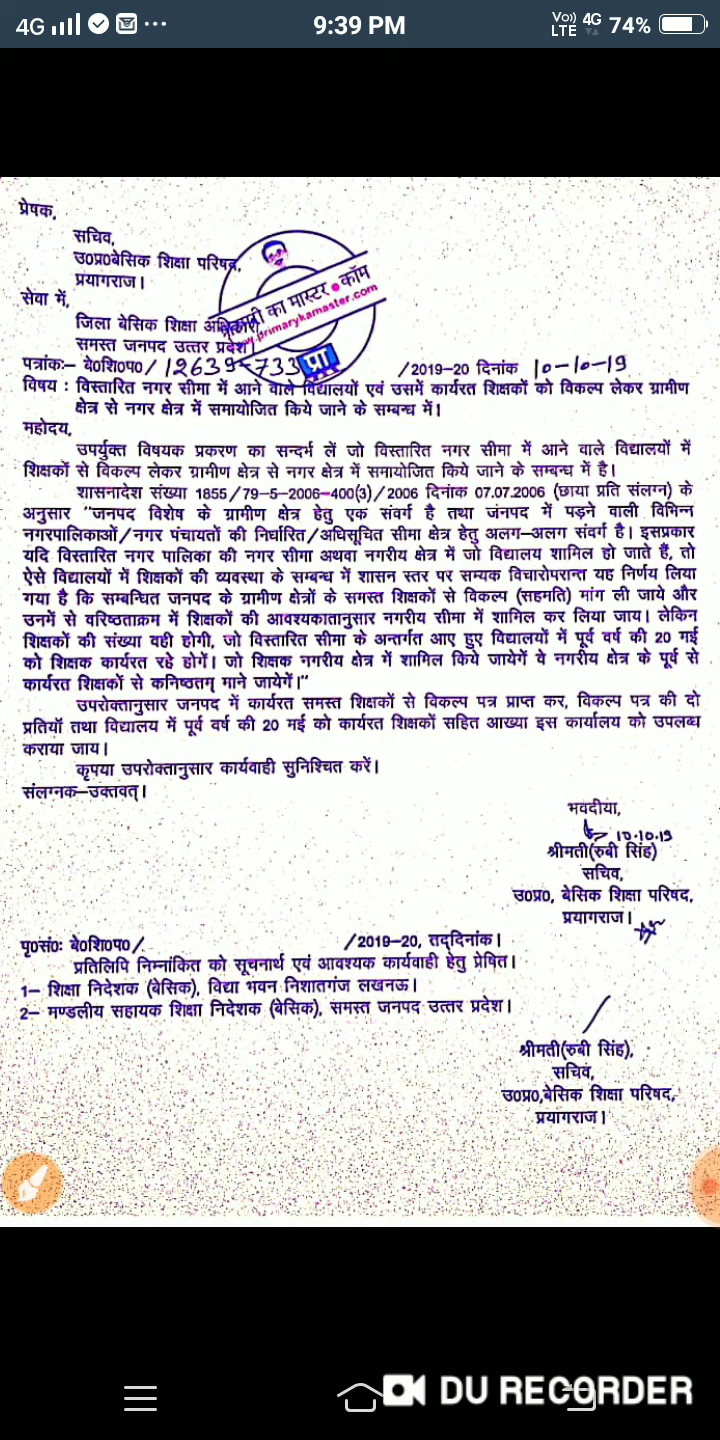 4G 9:39 PM Vo) LTE 4G 74%
प्रेषक,
सचिव,
उ0प्र0बेसिक शिक्षा परिषद,
प्रयागराज।
सेवा में,
जिला बेसिक शिक्षा अधिकारी,
समस्त जनपद उत्तर प्रदेश।
प्राइमरी का मास्टर●कॉम
www.primarykamaster.com
प्रा
पत्रांकः– बे0शि0प0/12639-733 /2019–20 दिनांक 10-10-19
विषय : विस्तारित नगर सीमा में आने वाले विद्यालयों एवं उसमें कार्यरत शिक्षकों को विकल्प लेकर ग्रामीण
क्षेत्र से नगर क्षेत्र में समायोजित किये जाने के सम्बन्ध में।
महोदय,
उपर्युक्त विषयक प्रकरण का सन्दर्भ लें जो विस्तारित नगर सीमा में आने वाले विद्यालयों में
शिक्षकों से विकल्प लेकर ग्रामीण क्षेत्र से नगर क्षेत्र में समायोजित किये जाने के सम्बन्ध में है।
शासनादेश संख्या 1855/79–5–2006–400(3)/2006 दिनांक 07.07.2006 (छाया प्रति संलग्न) के
अनुसार "जनपद विशेष के ग्रामीण क्षेत्र हेतु एक संवर्ग है तथा जंनपद में पड़ने वाली विभिन्न
नगरपालिकाओं/नगर पंचायतों की निर्धारित/अधिसूचित सीमा क्षेत्र हेतु अलग–अलग संवर्ग है। इसप्रकार
यदि विस्तारित नगर पालिका की नगर सीमा अथवा नगरीय क्षेत्र में जो विद्यालय शामिल हो जाते हैं, तो
ऐसे विद्यालयों में शिक्षकों की व्यवस्था के सम्बन्ध में शासन स्तर पर सम्यक विचारोपरान्त यह निर्णय लिया
गया है कि सम्बन्धित जनपद के ग्रामीण क्षेत्रों के समस्त शिक्षकों से विकल्प (सहमति) मांग ली जाये और
उनमें से वरिष्ठताक्रम में शिक्षकों की आवश्यकातानुसार नगरीय सीमा में शामिल कर लिया जाय। लेकिन
शिक्षकों की संख्या वही होगी, जो विस्तारित सीमा के अन्तर्गत आए हुए विद्यालयों में पूर्व वर्ष की 20 मई
को शिक्षक कार्यरत रहे होगें। जो शिक्षक नगरीय क्षेत्र में शामिल किये जायेगें वे नगरीय क्षेत्र के पूर्व से
कार्यरत शिक्षकों से कनिष्ठतम् माने जायेगें।"
उपरोक्तानुसार जनपद में कार्यरत समस्त शिक्षकों से विकल्प पत्र प्राप्त कर, विकल्प पत्र की दो
प्रतियॉ तथा विद्यालय में पूर्व वर्ष की 20 मई को कार्यरत शिक्षकों सहित आख्या इस कार्यालय को उपलब्ध
कराया जाय।
कृपया उपरोक्तानुसार कार्यवाही सुनिश्चित करें।
संलग्नक–उक्तवत्।
भवदीया,
10.10.19
श्रीमती(रुबी सिंह)
सचिव,
उ0प्र0, बेसिक शिक्षा परिषद,
प्रयागराज।
पृ0संः बे0शि0प0/ /2019–20, तद्दिनांक।
प्रतिलिपि निम्नांकित को सूचनार्थ एवं आवश्यक कार्यवाही हेतु प्रेषित।
1– शिक्षा निदेशक (बेसिक), विद्या भवन निशातगंज लखनऊ।
2– मण्डलीय सहायक शिक्षा निदेशक (बेसिक), समस्त जनपद उत्तर प्रदेश।
श्रीमती(रुबी सिंह),
सचिव,
उ0प्र0,बेसिक शिक्षा परिषद,
प्रयागराज।
DU RECORDER